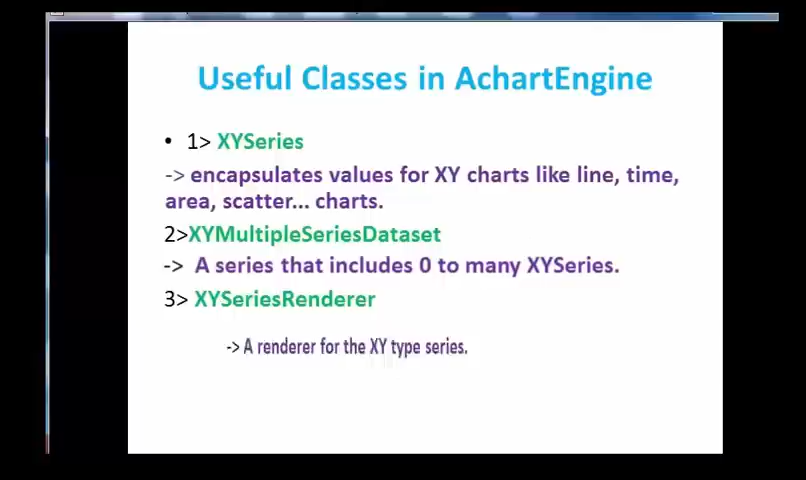 Useful Classes in AchartEngine
• 1> XYSeries
-> encapsulates values for XY charts like line, time,
area, scatter... charts.
2>XYMultipleSeriesDataset
-> A series that includes 0 to many XYSeries.
3> XYSeriesRenderer
-> A renderer for the XY type series.